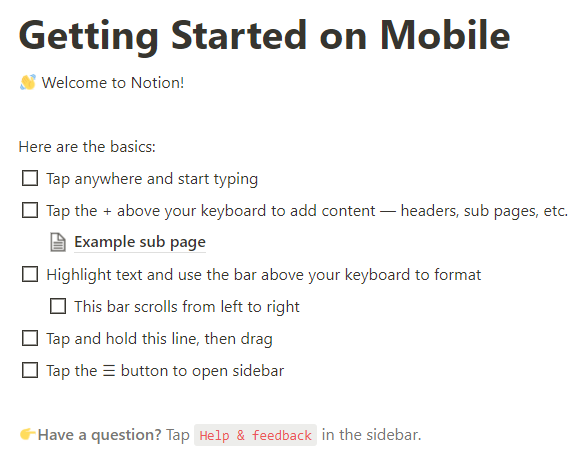 Getting Started on Mobile
👋 Welcome to Notion!
Here are the basics:
Tap anywhere and start typing
Tap the + above your keyboard to add content — headers, sub pages, etc.
Example sub page
Highlight text and use the bar above your keyboard to format
This bar scrolls from left to right
Tap and hold this line, then drag
Tap the ☰ button to open sidebar
👉Have a question? Tap Help & feedback in the sidebar.